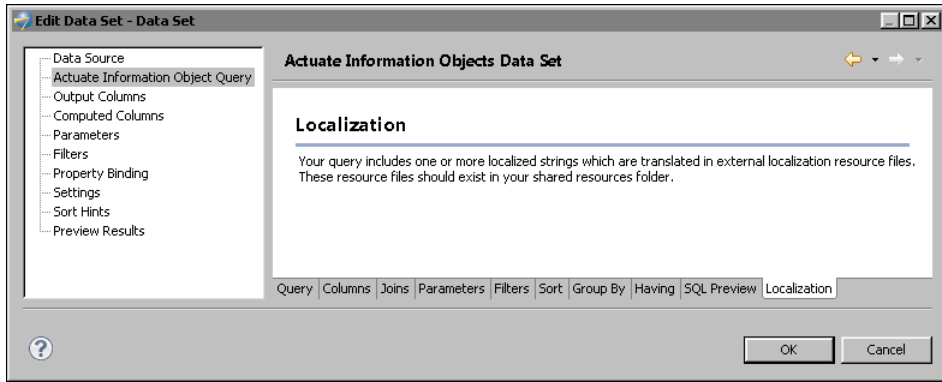 Edit Data Set - Data Set
Data Source
Actuate Information Object Query
Output Columns
Computed Columns
Parameters
Filters
Property Binding
Settings
Sort Hints
Preview Results
Actuate Information Objects Data Set
Localization
Your query includes one or more localized strings which are translated in external localization resource files.
These resource files should exist in your shared resources folder.
Query Columns Joins Parameters Filters Sort Group By Having SQL Preview Localization
?
OK Cancel